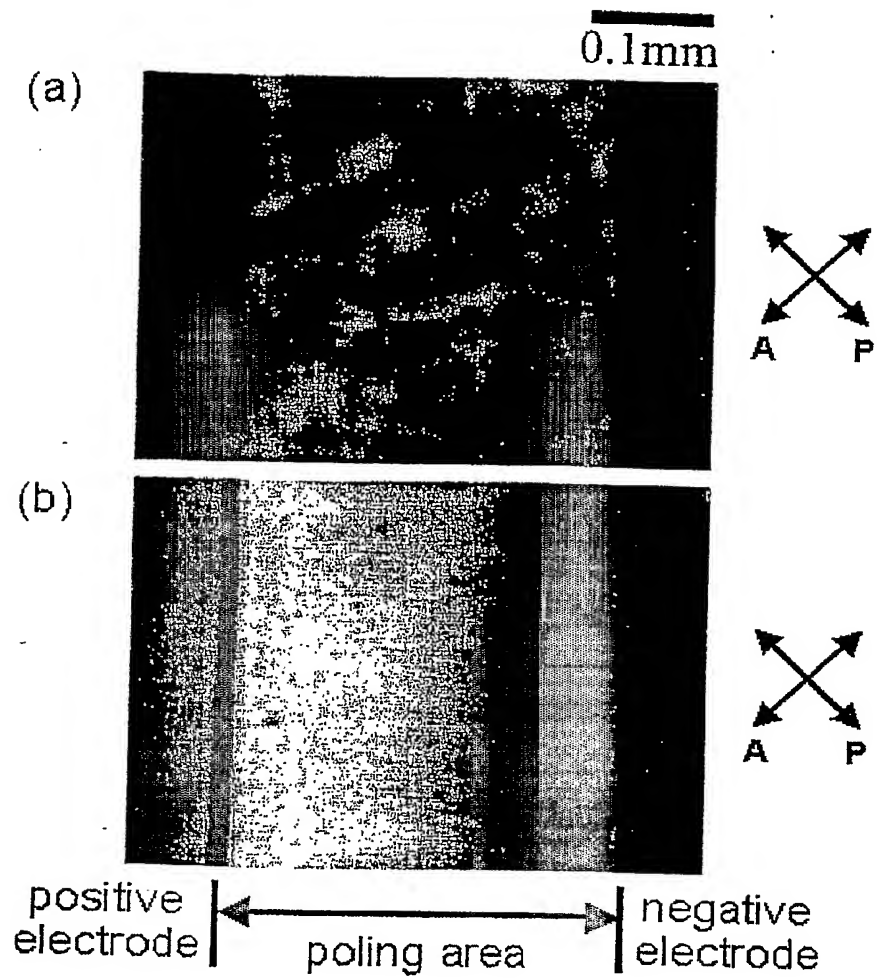 0.1mm
(a)
A P
(b)
A P
positive electrode
poling area
negative electrode